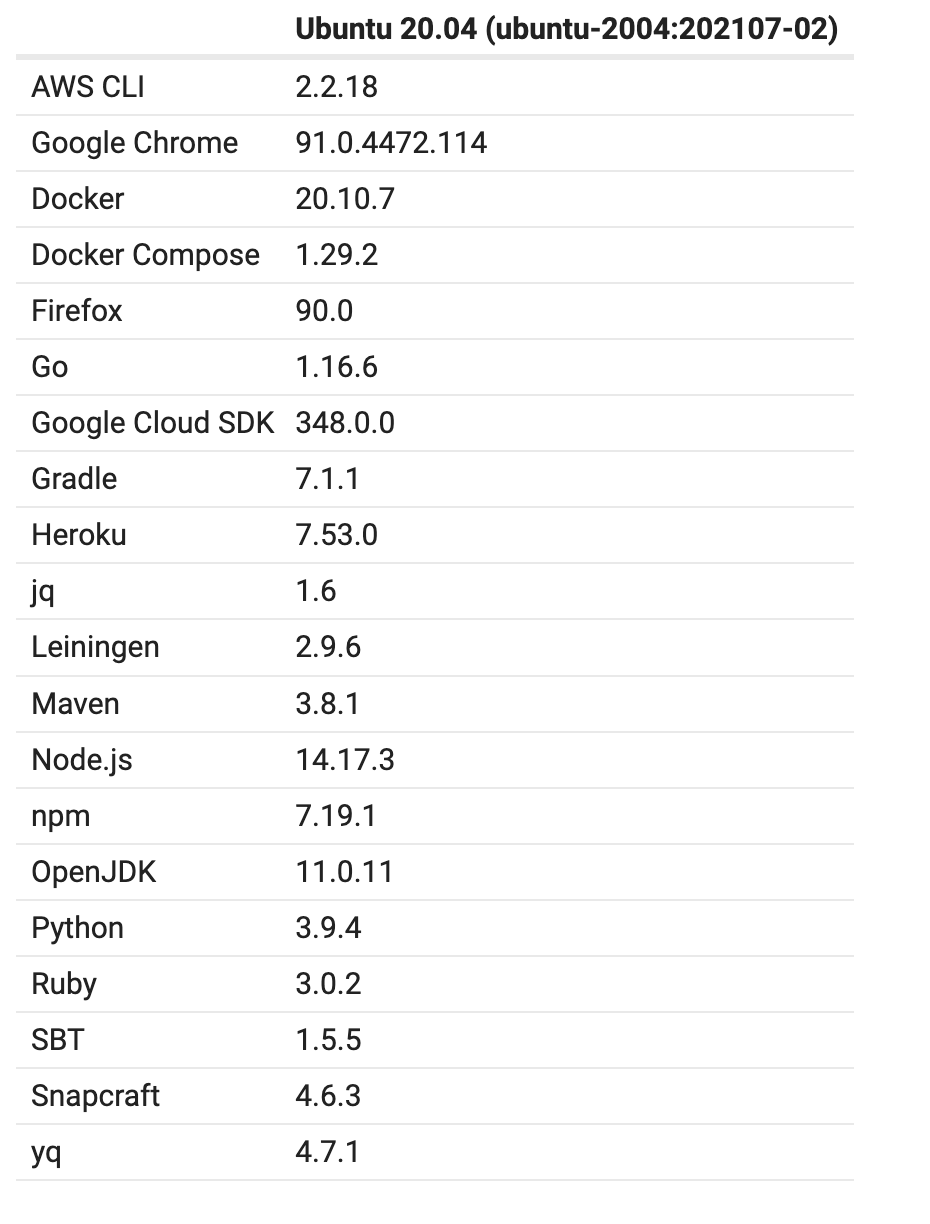 Ubuntu 20.04 (ubuntu-2004:202107-02)
AWS CLI 2.2.18
Google Chrome 91.0.4472.114
Docker 20.10.7
Docker Compose 1.29.2
Firefox 90.0
Go 1.16.6
Google Cloud SDK 348.0.0
Gradle 7.1.1
Heroku 7.53.0
jq 1.6
Leiningen 2.9.6
Maven 3.8.1
Node.js 14.17.3
npm 7.19.1
OpenJDK 11.0.11
Python 3.9.4
Ruby 3.0.2
SBT 1.5.5
Snapcraft 4.6.3
yq 4.7.1